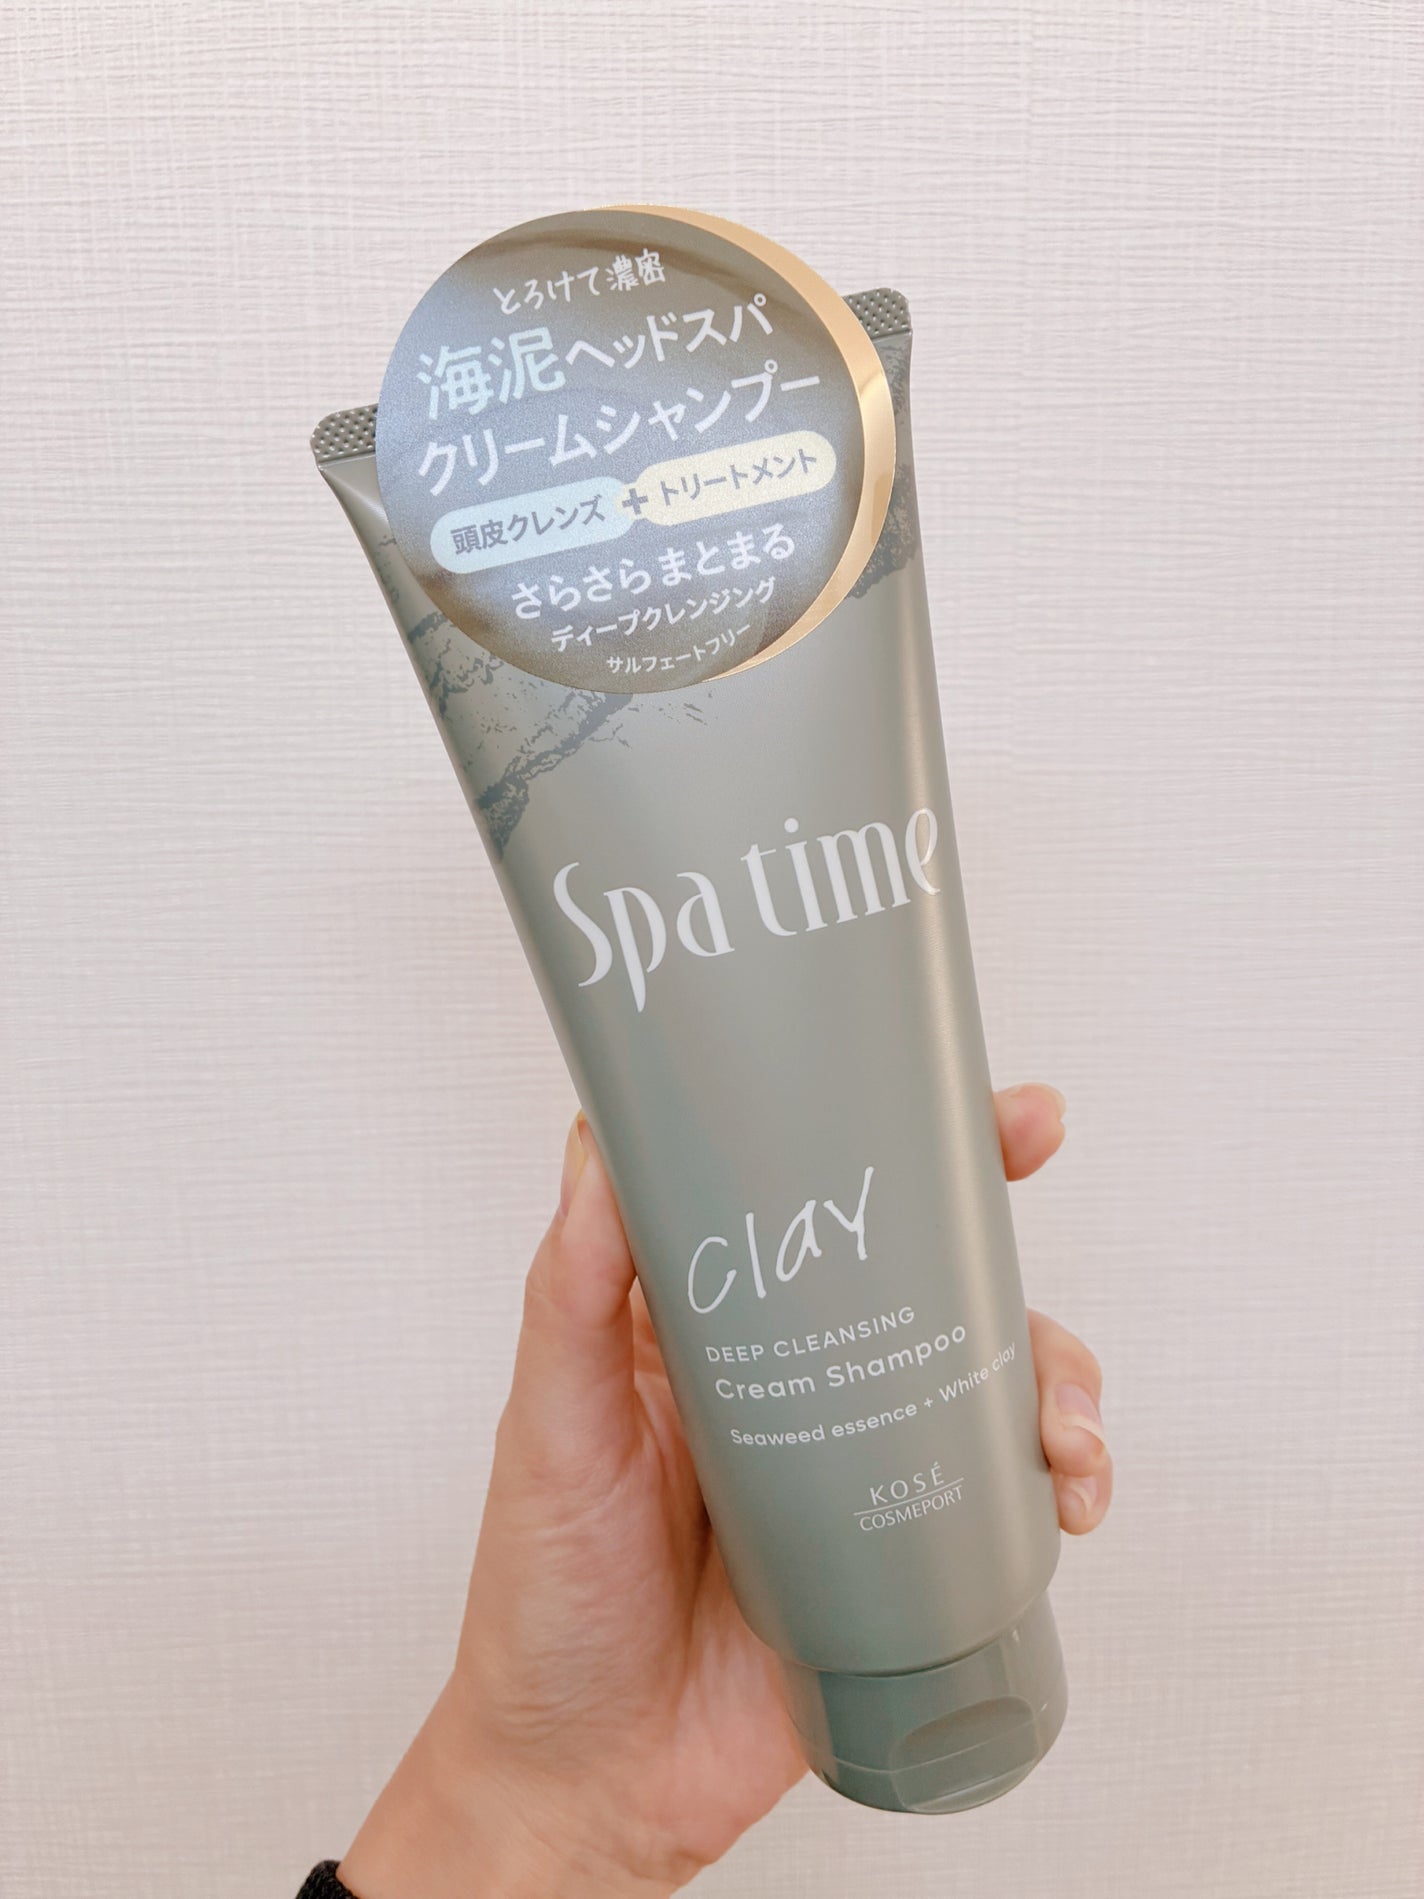 とろけて濃密
海泥ヘッドスパ
クリームシャンプー
頭皮クレンズ+トリートメント
さらさらまとまる
ディープクレンジング
サルフェートフリー
Spa time
Clay
DEEP CLEANSING
Cream Shampoo
Seaweed essence + White clay
KOSÉ
COSMEPORT